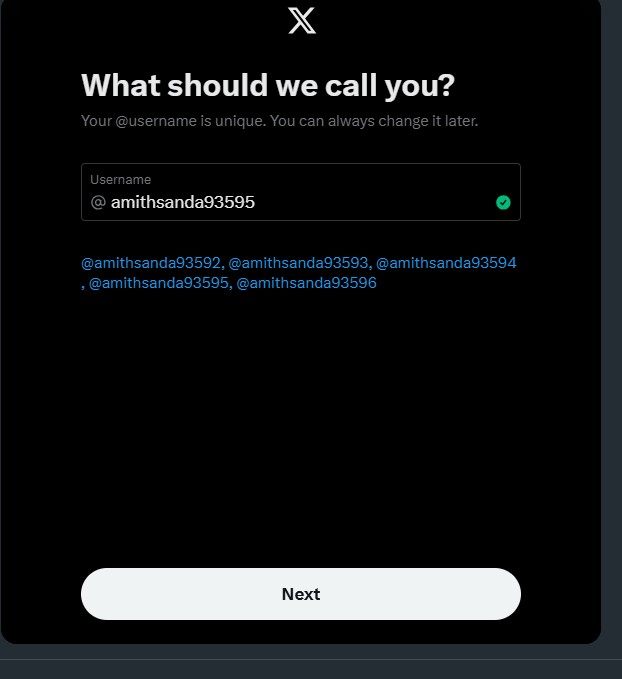 What should we call you?
Your @username is unique. You can always change it later.
Username
@ amithsanda93595
@amithsanda93592, @amithsanda93593, @amithsanda93594
, @amithsanda93595, @amithsanda93596
Next